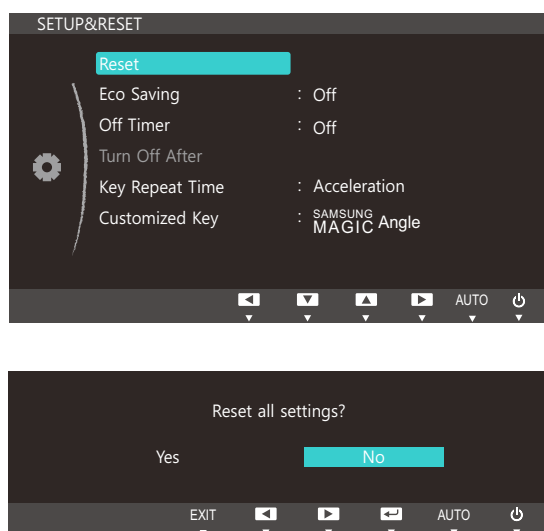 SETUP&RESET
Reset
Eco Saving : Off
Off Timer : Off
Turn Off After
Key Repeat Time : Acceleration
Customized Key : SAMSUNG MAGIC Angle
AUTO
Reset all settings?
Yes No
EXIT AUTO